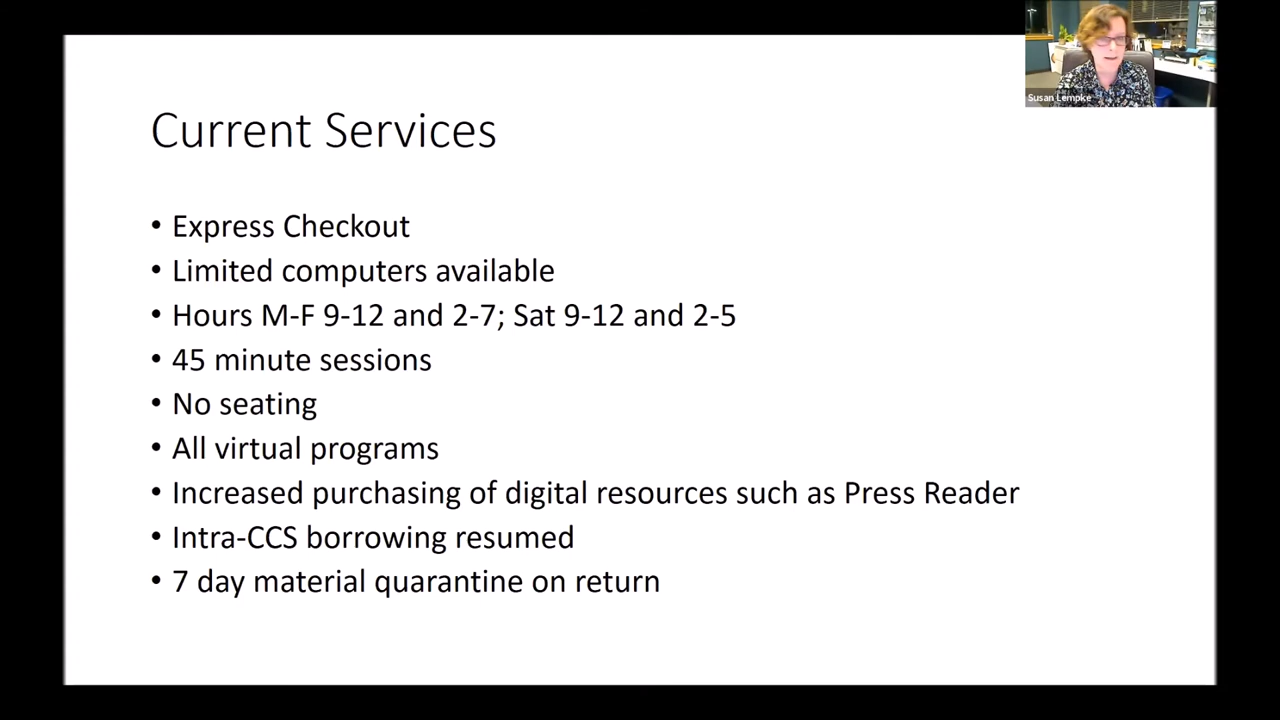 Susan Lempke
Current Services
• Express Checkout
• Limited computers available
• Hours M-F 9-12 and 2-7; Sat 9-12 and 2-5
• 45 minute sessions
• No seating
• All virtual programs
• Increased purchasing of digital resources such as Press Reader
• Intra-CCS borrowing resumed
• 7 day material quarantine on return